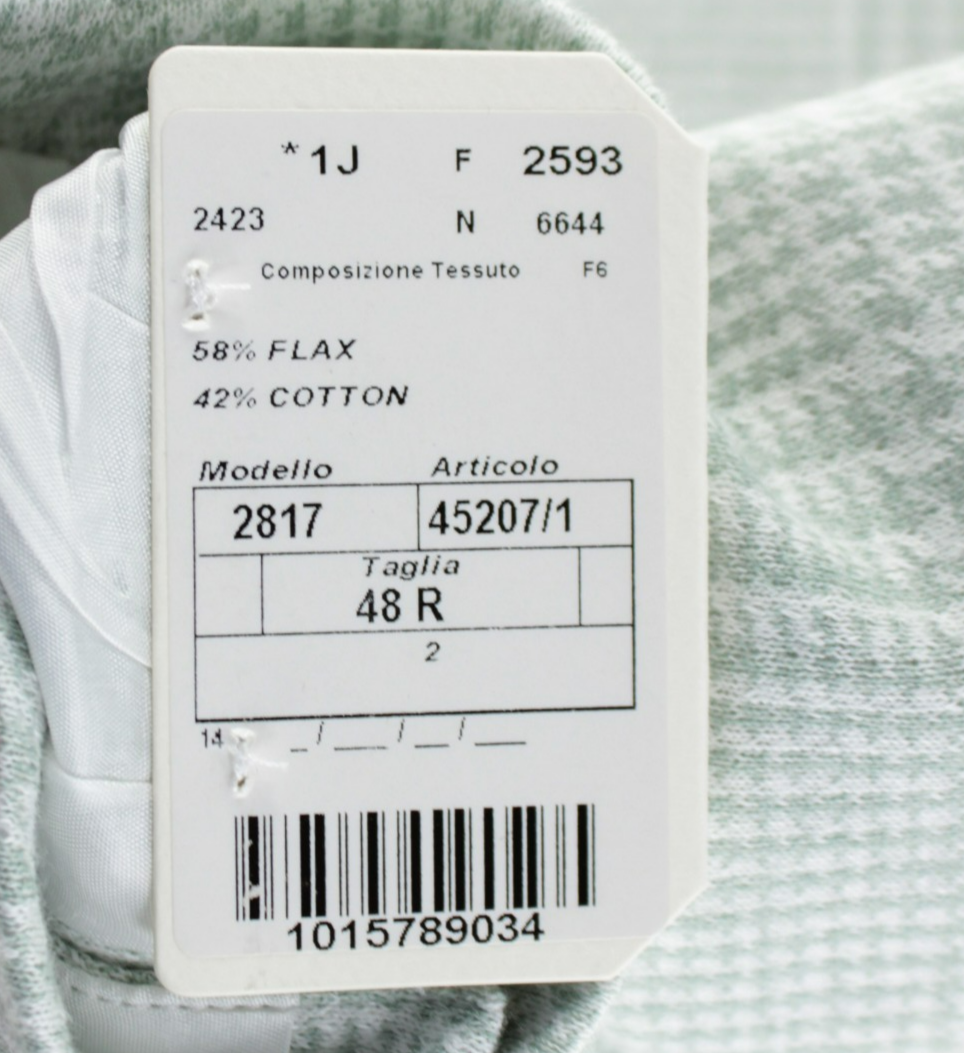 *1J F 2593
2423 N 6644
Composizione Tessuto F6
58% FLAX
42% COTTON
Modello Articolo
2817 45207/1
Taglia
48 R
2
14 _/___/__/___
1015789034